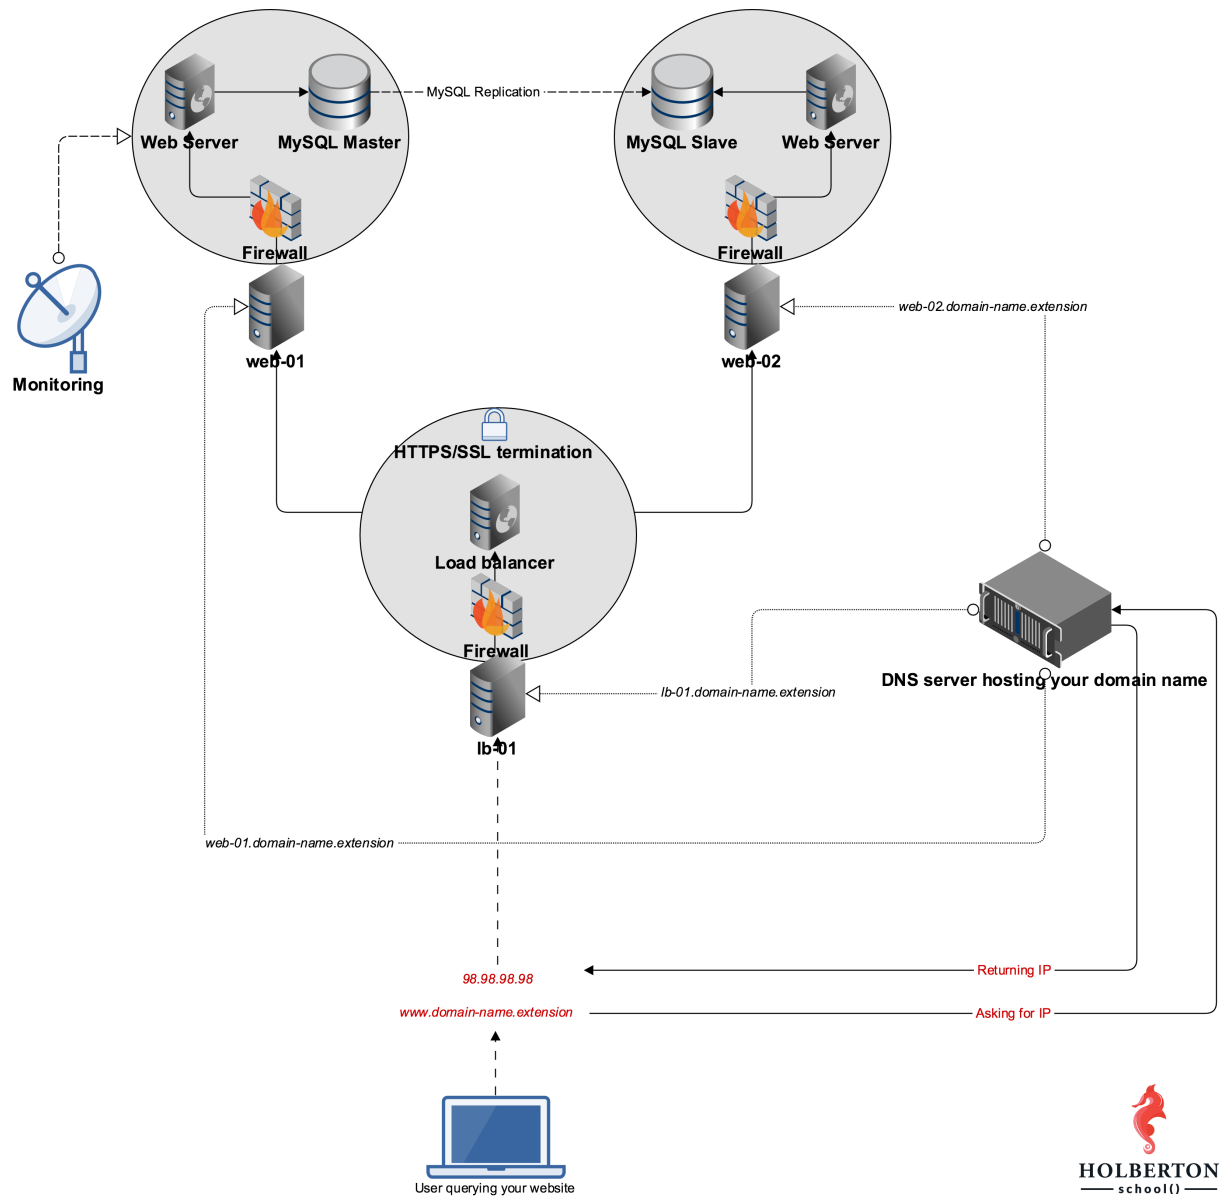 MySQL Replication
Web Server
MySQL Master
MySQL Slave
Web Server
Firewall
Firewall
web-02.domain-name.extension
web-01
web-02
Monitoring
HTTPS/SSL termination
Load balancer
Firewall
DNS server hosting your domain name
lb-01.domain-name.extension
lb-01
web-01.domain-name.extension
98.98.98.98
Returning IP
www.domain-name.extension
Asking for IP
User querying your website
HOLBERTON
school()